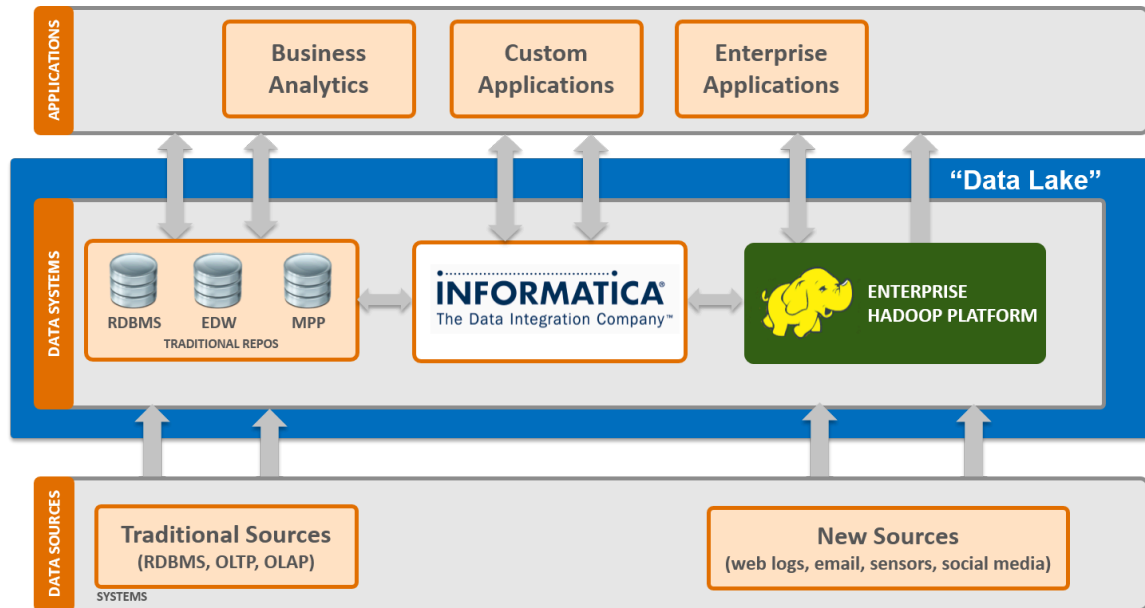 APPLICATIONS
Business
Analytics
Custom
Applications
Enterprise
Applications
“Data Lake”
DATA SYSTEMS
RDBMS
EDW
MPP
TRADITIONAL REPOS
INFORMATICA®
The Data Integration Company™
ENTERPRISE
HADOOP PLATFORM
DATA SOURCES
Traditional Sources
(RDBMS, OLTP, OLAP)
SYSTEMS
New Sources
(web logs, email, sensors, social media)